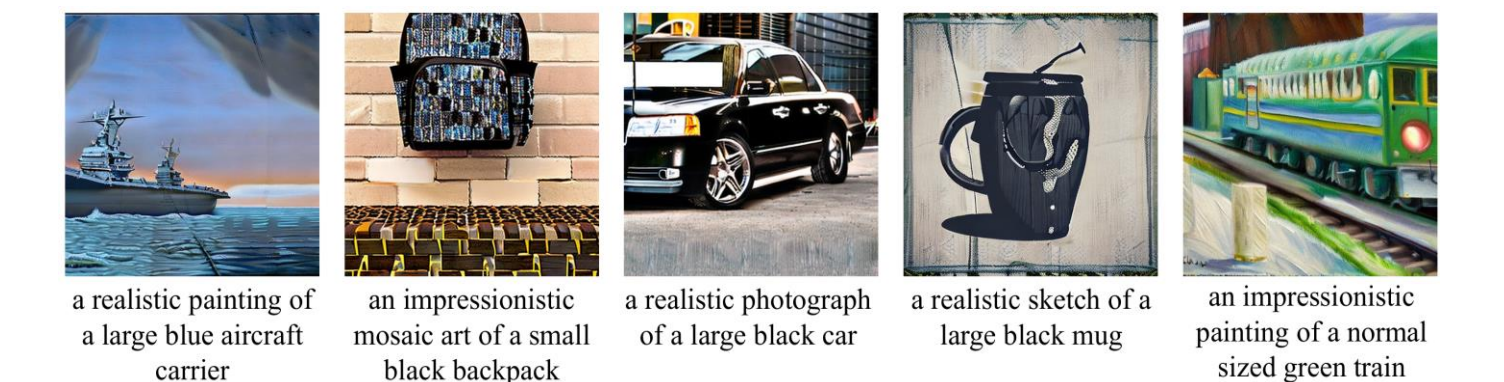 a realistic painting of
a large blue aircraft
carrier
an impressionistic
mosaic art of a small
black backpack
a realistic photograph
of a large black car
a realistic sketch of a
large black mug
an impressionistic
painting of a normal
sized green train